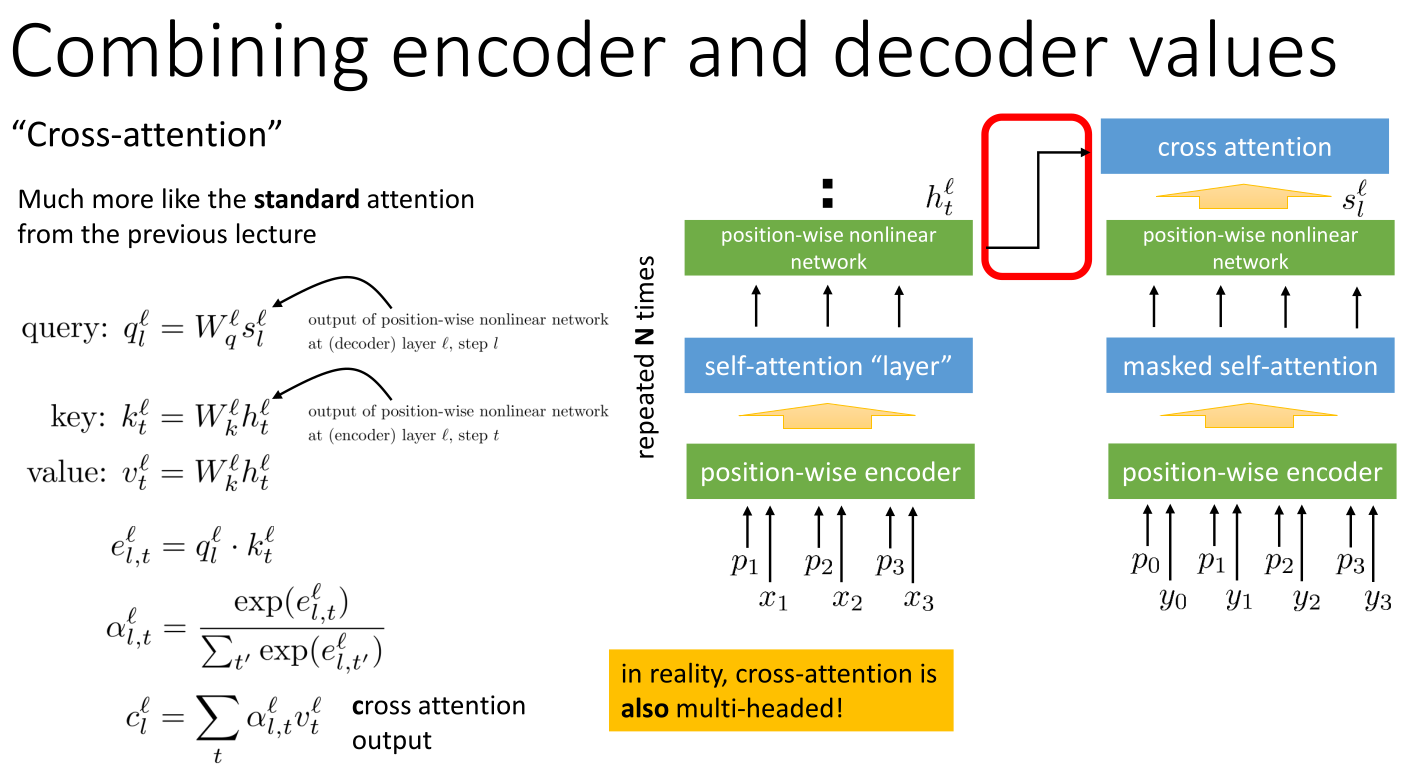 Combining encoder and decoder values
“Cross-attention”
Much more like the standard attention
from the previous lecture
query: $q_l^\ell = W_q^\ell s_l^\ell$
output of position-wise nonlinear network
at (decoder) layer ℓ, step $l$
key: $k_t^\ell = W_k^\ell h_t^\ell$
output of position-wise nonlinear network
at (encoder) layer ℓ, step $t$
value: $v_t^\ell = W_k^\ell h_t^\ell$
$e_{l,t}^\ell = q_l^\ell \cdot k_t^\ell$
$\alpha_{l,t}^\ell = \frac{\exp(e_{l,t}^\ell)}{\sum_{t'} \exp(e_{l,t'}^\ell)}$
$c_l^\ell = \sum_t \alpha_{l,t}^\ell v_t^\ell$
cross attention
output
repeated N times
$h_t^\ell$
position-wise nonlinear
network
self-attention “layer”
position-wise encoder
$p_1$ $p_2$ $p_3$
$x_1$ $x_2$ $x_3$
cross attention
$s_l^\ell$
position-wise nonlinear
network
masked self-attention
position-wise encoder
$p_0$ $p_1$ $p_2$ $p_3$
$y_0$ $y_1$ $y_2$ $y_3$
in reality, cross-attention is
also multi-headed!